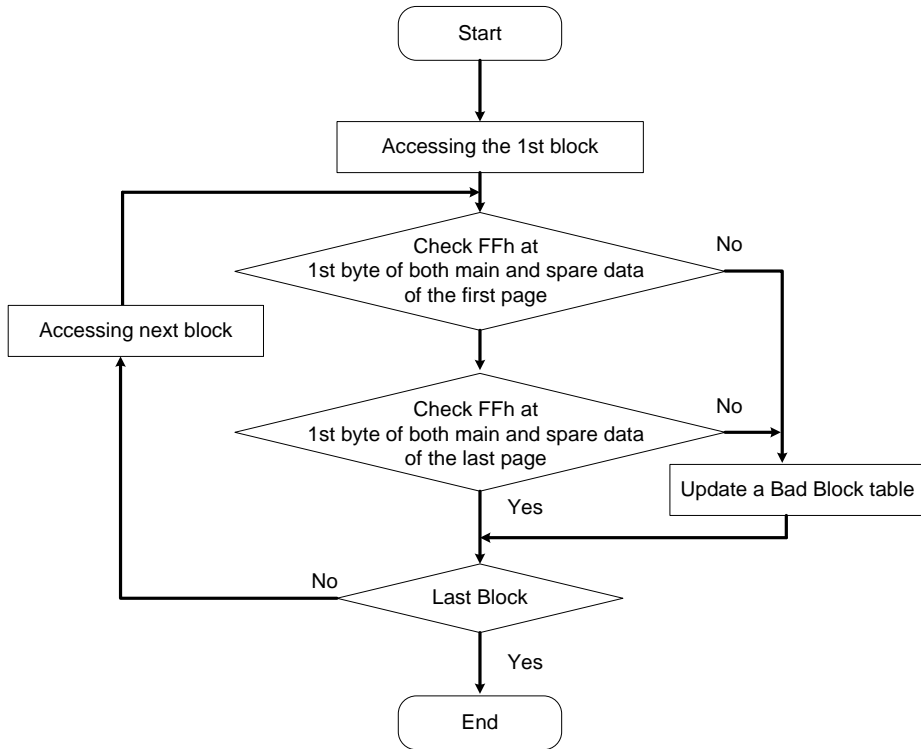 Start
Accessing the 1st block
Check FFh at
1st byte of both main and spare data
of the first page
No
Accessing next block
Check FFh at
1st byte of both main and spare data
of the last page
No
Update a Bad Block table
Yes
No
Last Block
Yes
End